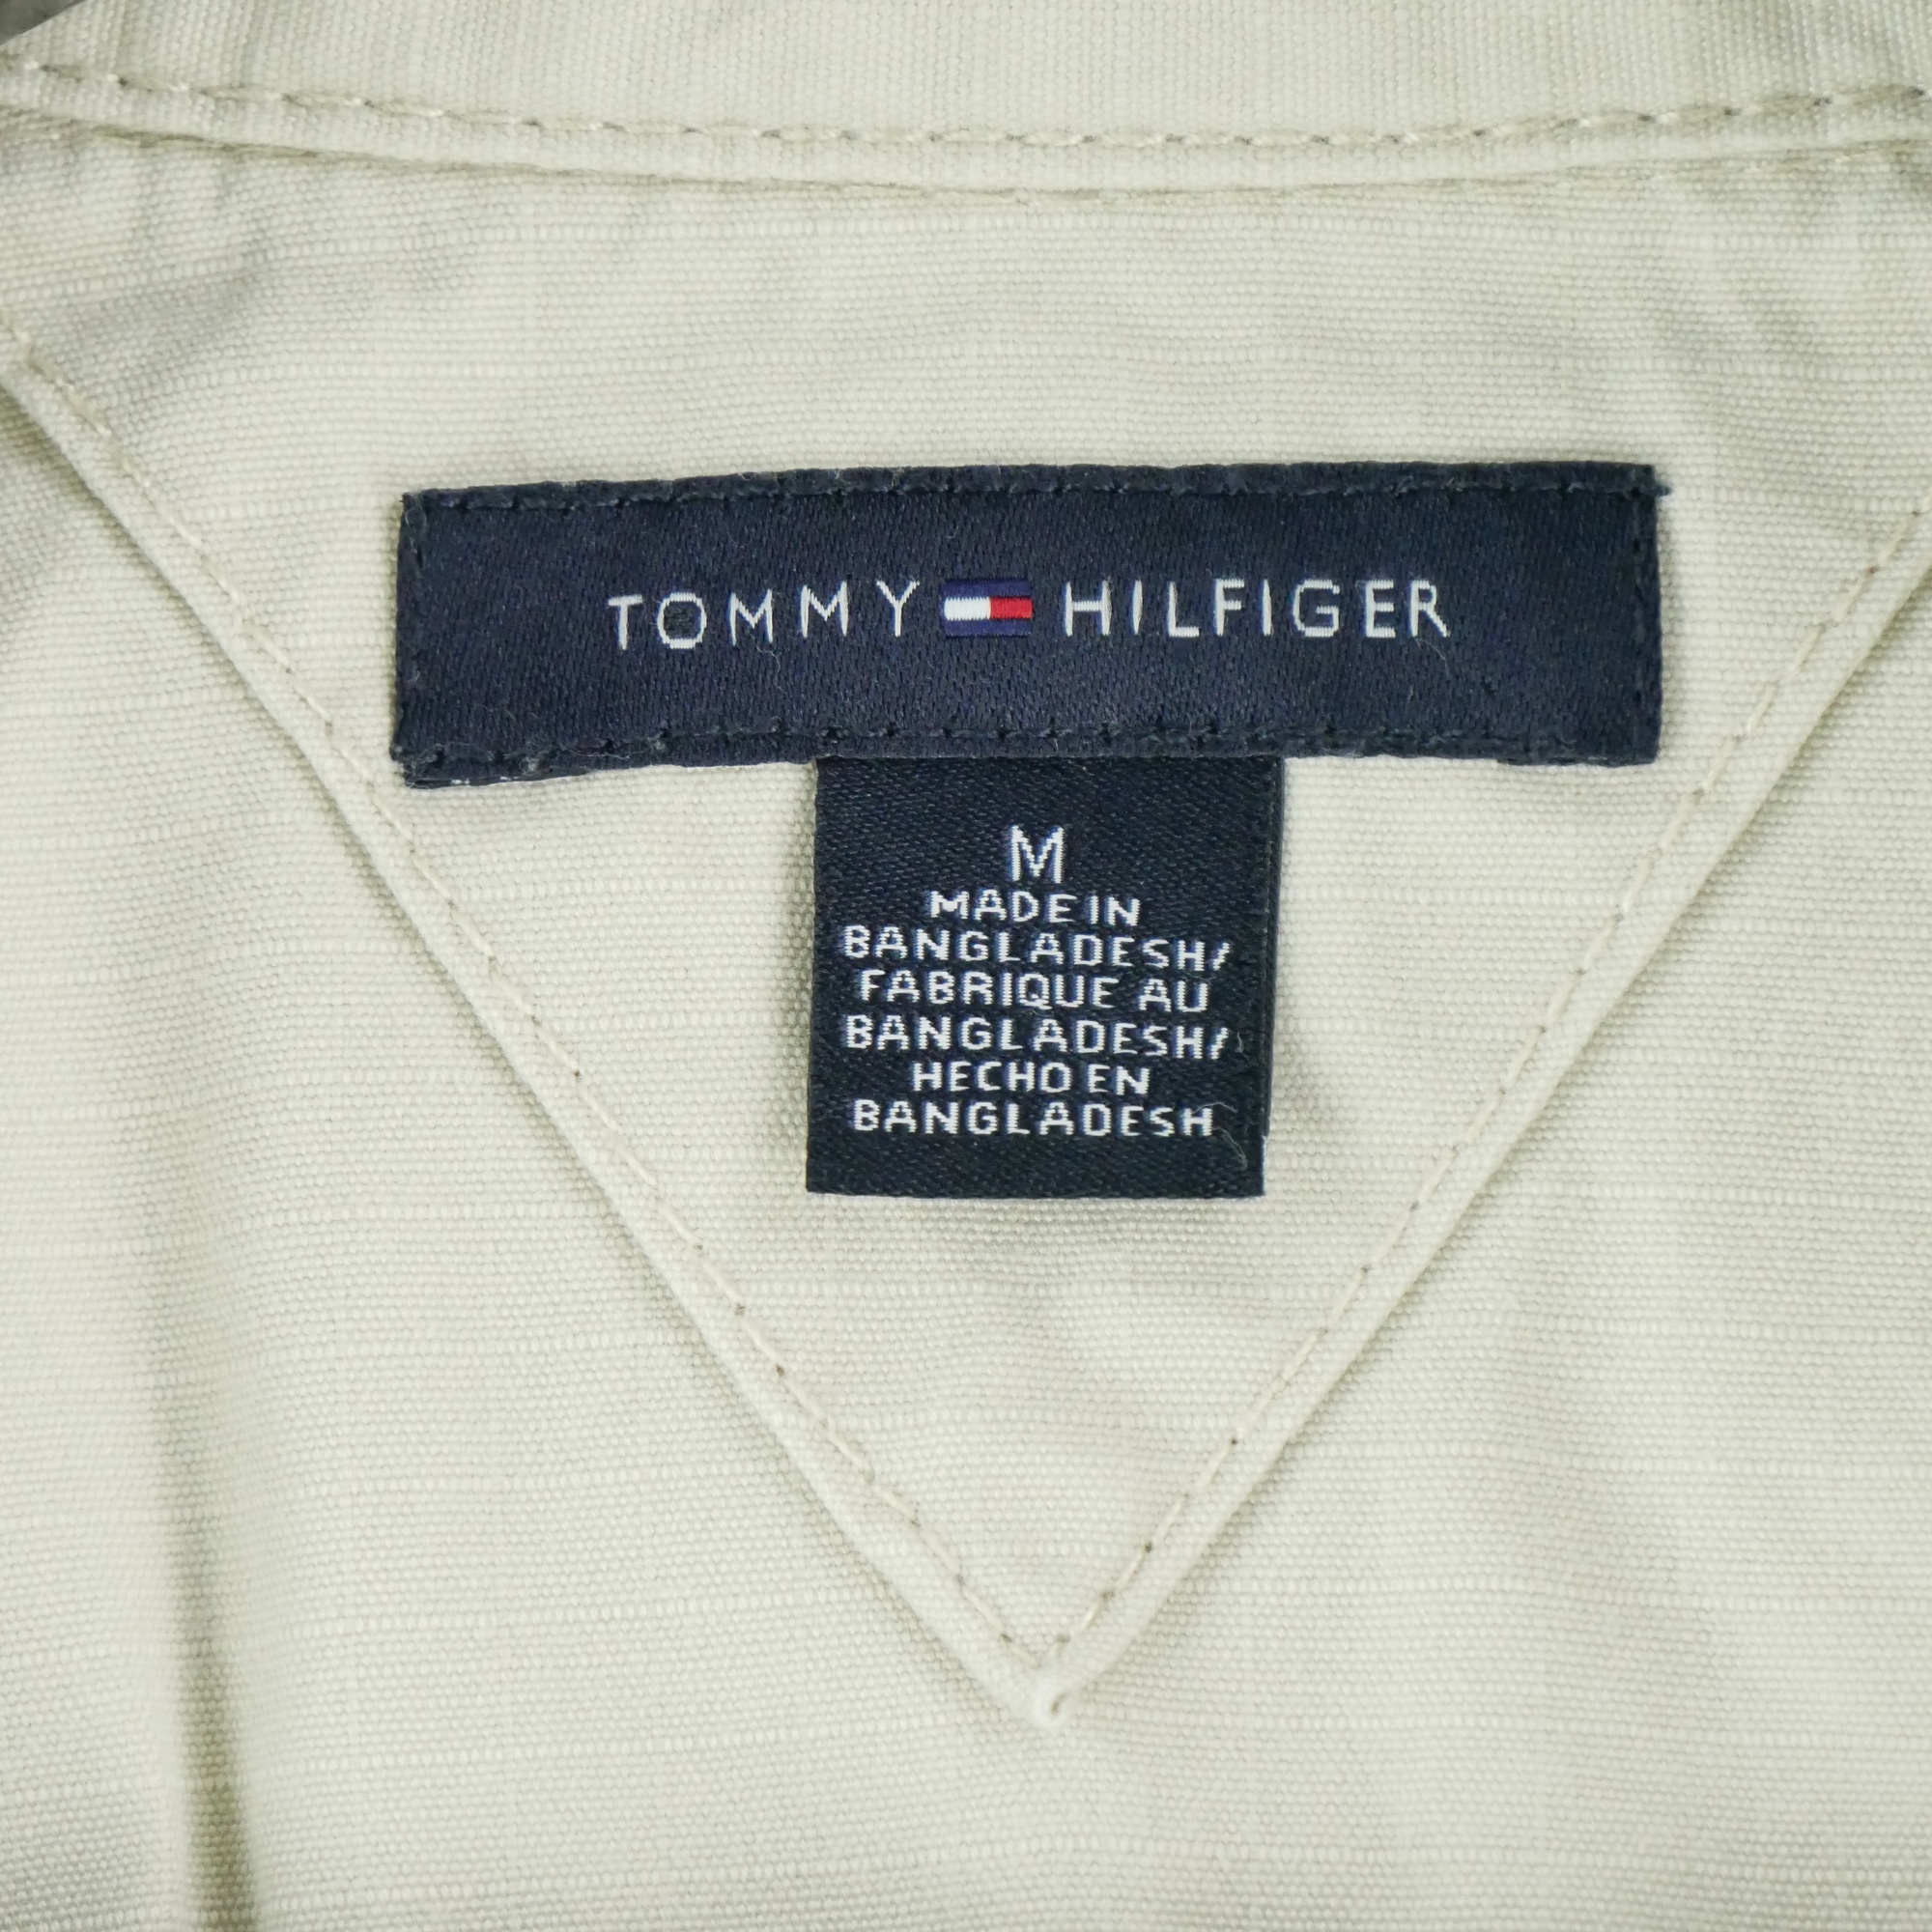 TOMMY HILFIGER
M
MADE IN
BANGLADESH/
FABRIQUE AU
BANGLADESH/
HECHO EN
BANGLADESH